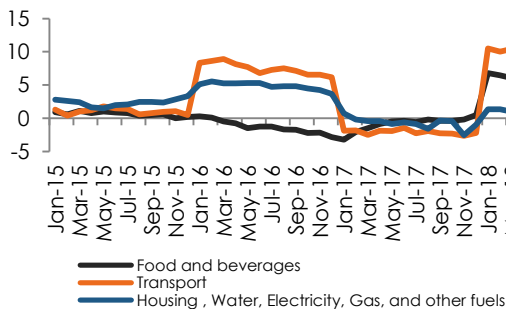 15
10
5
0
-5
Jan-15
Mar-15
May-15
Jul-15
Sep-15
Nov-15
Jan-16
Mar-16
May-16
Jul-16
Sep-16
Nov-16
Jan-17
Mar-17
May-17
Jul-17
Sep-17
Nov-17
Jan-18
Food and beverages
Transport
Housing , Water, Electricity, Gas, and other fuels